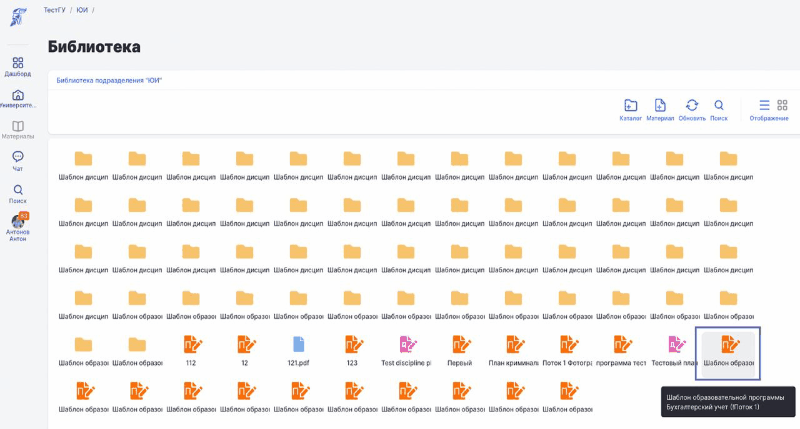 ТестГУ / ЮИ /
Библиотека
Библиотека подразделения "ЮИ"
Каталог Материал Обновить Поиск Отображение
Дашборд
Университе...
Материалы
Чат
Поиск
53
Антонов
Антон
Шаблон дисцип Шаблон дисцип Шаблон дисцип Шаблон дисцип Шаблон дисцип Шаблон дисцип Шаблон дисцип Шаблон дисцип Шаблон дисцип Шаблон дисцип Шаблон дисцип Шаблон дисцип Шаблон дисцип
Шаблон дисцип Шаблон дисцип Шаблон дисцип Шаблон дисцип Шаблон дисцип Шаблон дисцип Шаблон дисцип Шаблон дисцип Шаблон дисцип Шаблон дисцип Шаблон дисцип Шаблон дисцип Шаблон дисцип
Шаблон дисцип Шаблон дисцип Шаблон дисцип Шаблон дисцип Шаблон дисцип Шаблон дисцип Шаблон дисцип Шаблон дисцип Шаблон дисцип Шаблон дисцип Шаблон дисцип Шаблон дисцип Шаблон дисцип
Шаблон дисцип Шаблон образо Шаблон образо Шаблон образо Шаблон образо Шаблон образо Шаблон образо Шаблон образо Шаблон образо Шаблон образо Шаблон образо Шаблон образо Шаблон образо
Шаблон образо Шаблон образо 112 12 121.pdf 123 Test discipline pl Первый План криминал Поток 1 Фотогра программа тест Тестовый план Шаблон образов
Шаблон образо Шаблон образо Шаблон образо Шаблон образо Шаблон образо Шаблон образо Шаблон образо Шаблон образо Шаблон образо Шаблон образо
Шаблон образовательной программы
Бухгалтерский учет (1Поток 1)